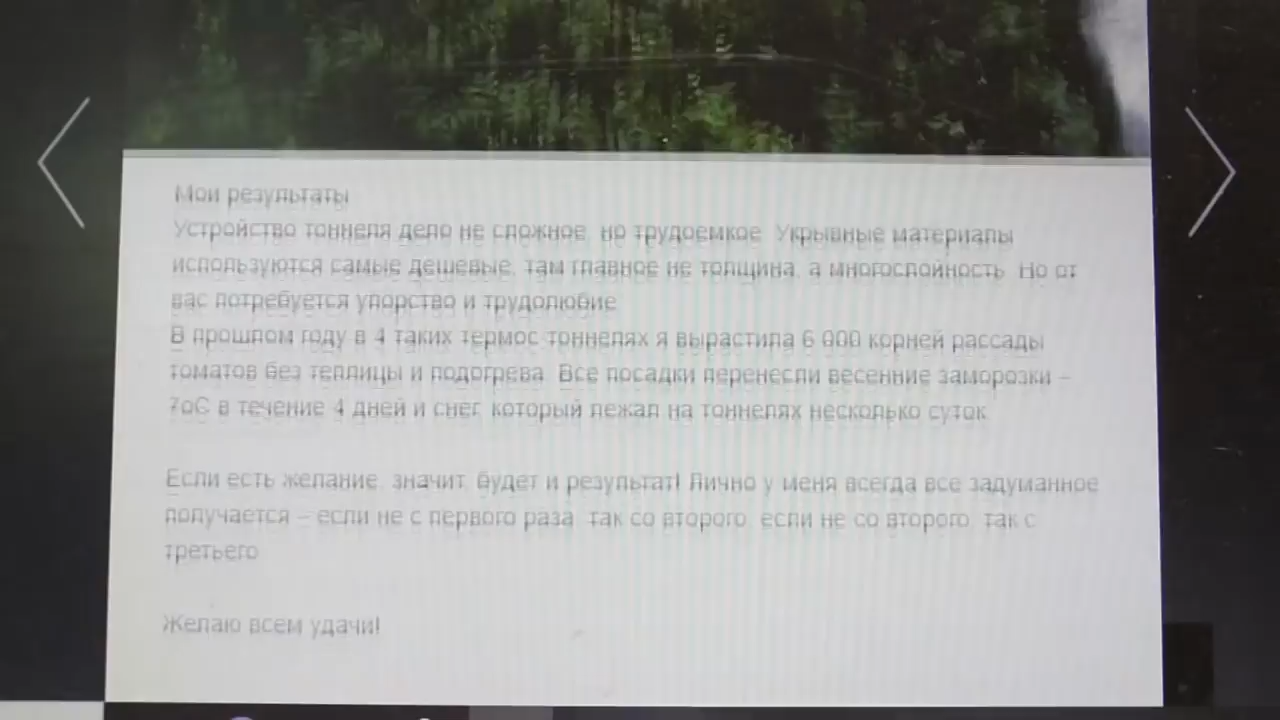 Мои результаты
Устройство тоннеля дело не сложное, но трудоемкое. Укрывные материалы
используются самые дешевые, там главное не толщина, а многослойность. Но от
вас потребуется упорство и трудолюбие.
В прошлом году в 4 таких термос-тоннелях я вырастила 6 000 корней рассады
томатов без теплицы и подогрева. Все посадки перенесли весенние заморозки –
7оС в течение 4 дней и снег, который лежал на тоннелях несколько суток.
Если есть желание, значит, будет и результат! Лично у меня всегда все задуманное
получается – если не с первого раза, так со второго, если не со второго, так с
третьего.
Желаю всем удачи!